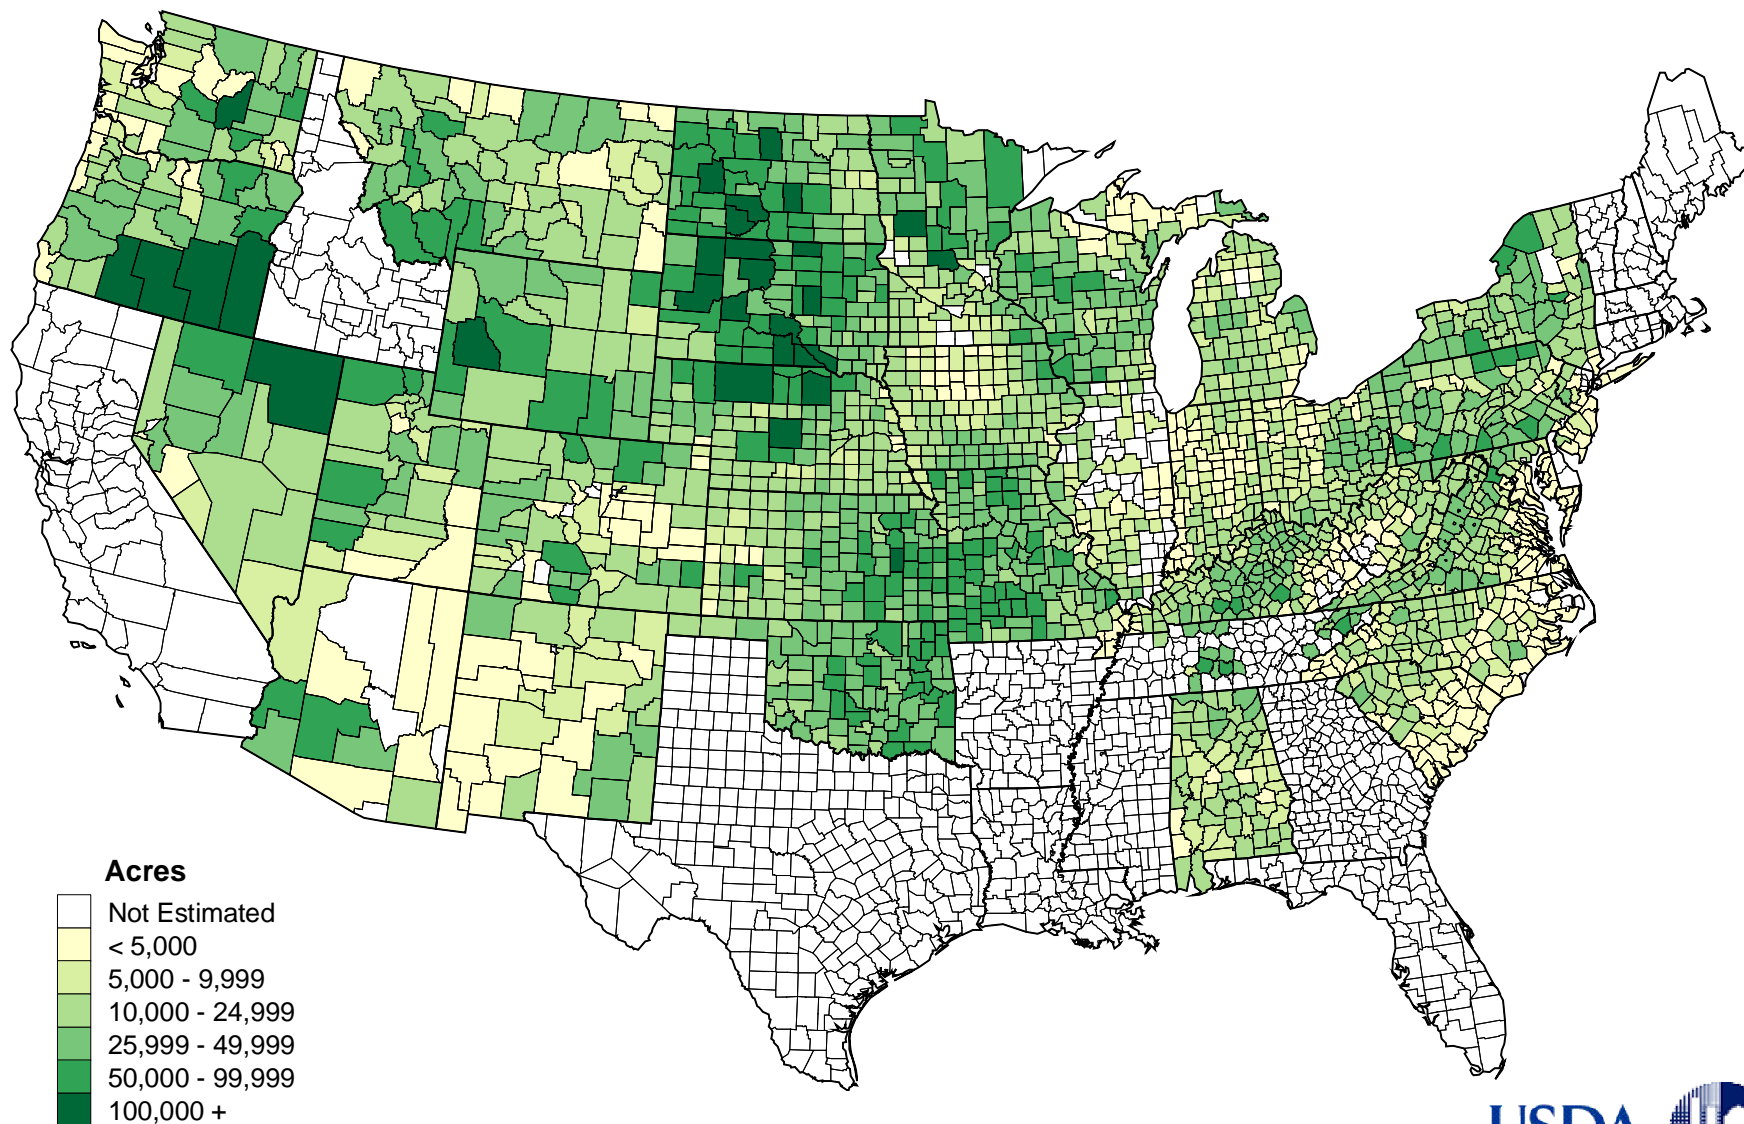 Acres
Not Estimated
< 5,000
5,000 - 9,999
10,000 - 24,999
25,999 - 49,999
50,000 - 99,999
100,000 +
USDA